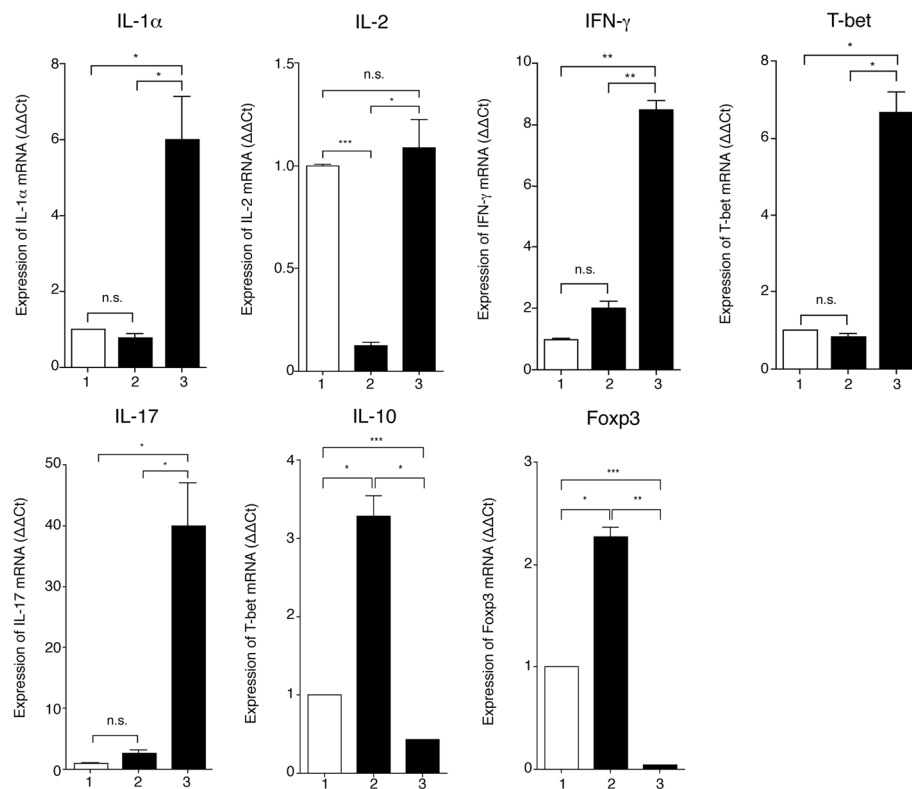 IL-1α
Expression of IL-1α mRNA (ΔΔCt)
8
6
4
2
0
*
*
n.s.
1 2 3
IL-2
Expression of IL-2 mRNA (ΔΔCt)
1.5
1.0
0.5
0
n.s.
*
***
1 2 3
IFN-γ
Expression of IFN-γ mRNA (ΔΔCt)
10
8
6
4
2
0
**
**
n.s.
1 2 3
T-bet
Expression of T-bet mRNA (ΔΔCt)
8
6
4
2
0
*
*
n.s.
1 2 3
IL-17
Expression of IL-17 mRNA (ΔΔCt)
50
40
30
20
10
0
*
*
n.s.
1 2 3
IL-10
Expression of T-bet mRNA (ΔΔCt)
4
3
2
1
0
***
* *
1 2 3
Foxp3
Expression of Foxp3 mRNA (ΔΔCt)
3
2
1
0
***
* **
1 2 3